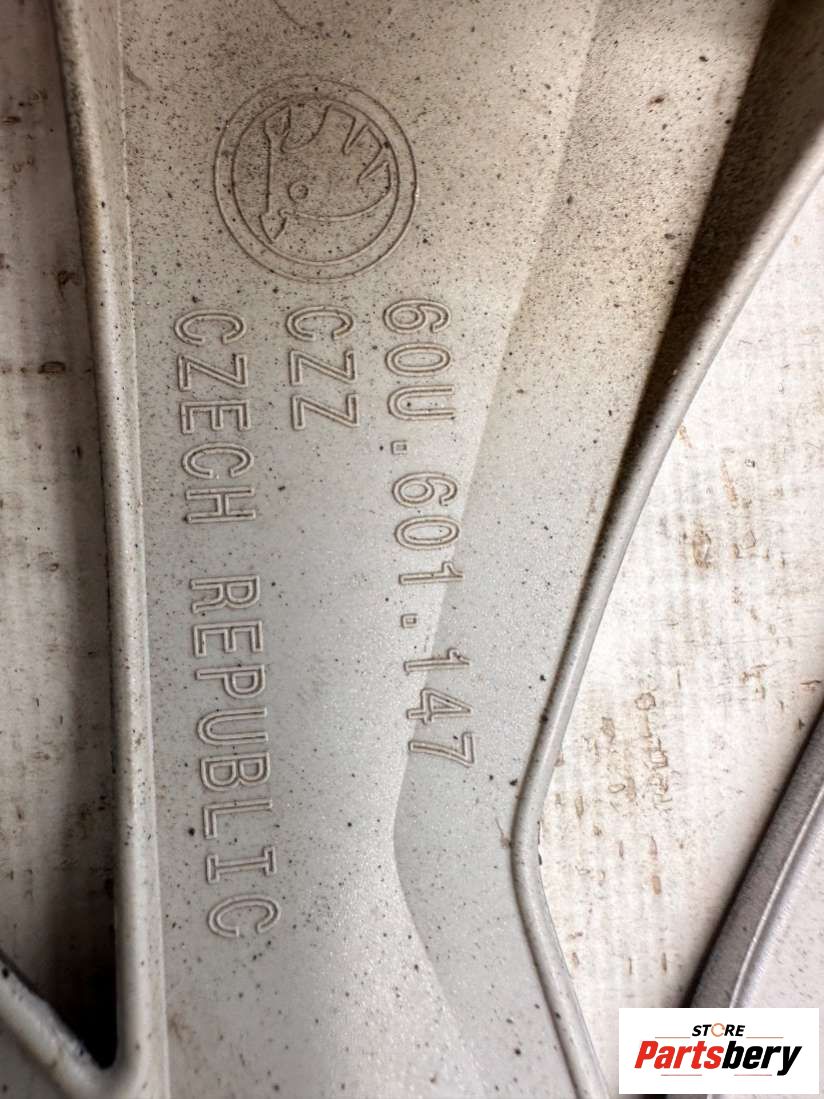 60U.601.147
CZZ
CZECH REPUBLIC
STORE
Partsbery